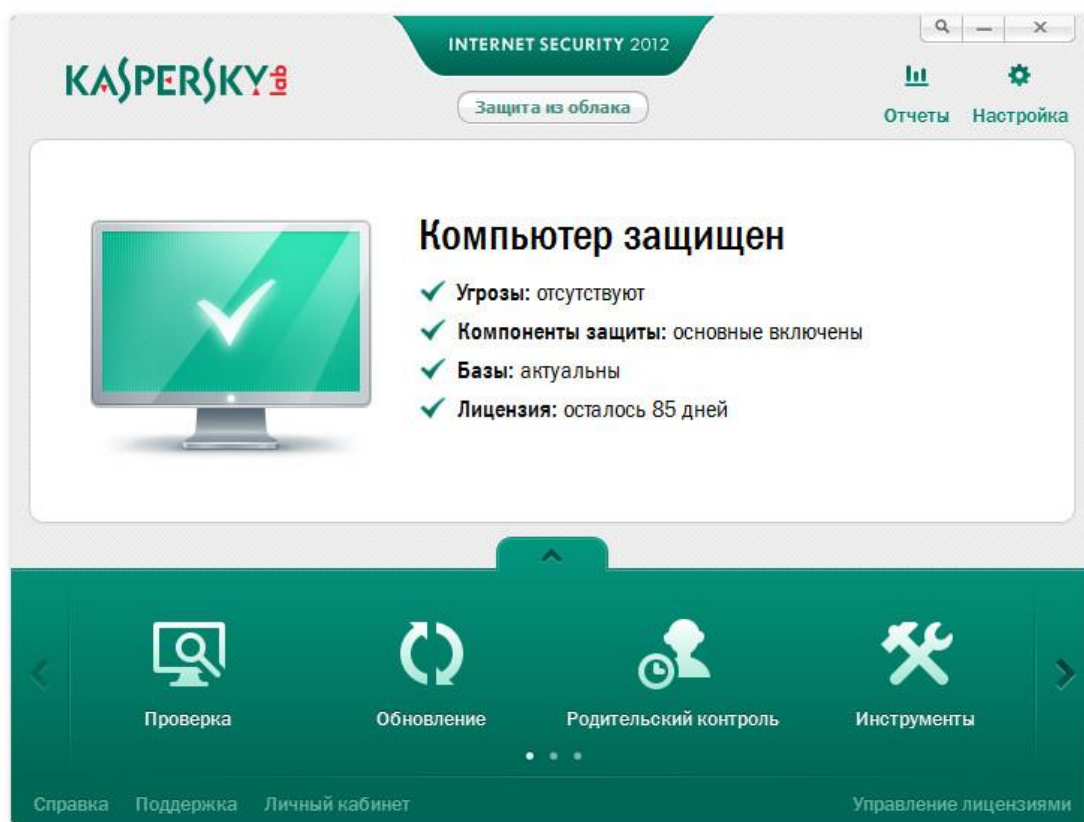 INTERNET SECURITY 2012
KASPERSKY lab
Защита из облака
Отчеты
Настройка
Компьютер защищен
Угрозы: отсутствуют
Компоненты защиты: основные включены
Базы: актуальны
Лицензия: осталось 85 дней
Проверка
Обновление
Родительский контроль
Инструменты
Справка
Поддержка
Личный кабинет
Управление лицензиями